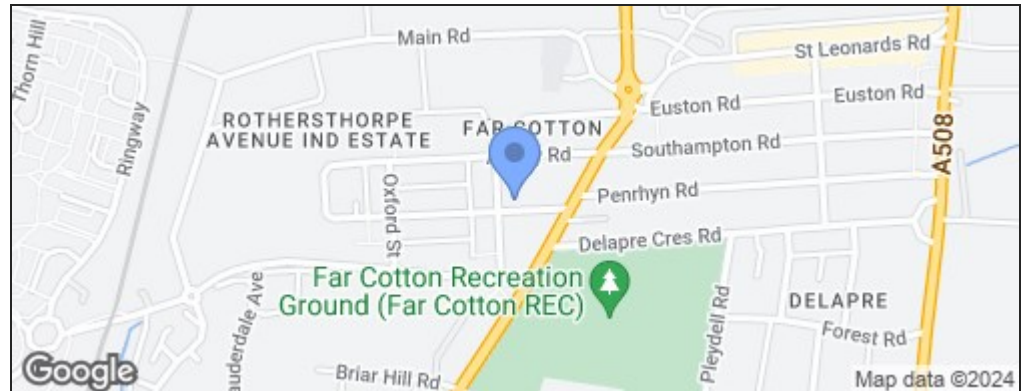 Main Rd
St Leonards Rd
Thorn Hill
Ringway
Euston Rd
Euston Rd
ROTHERSTHORPE
AVENUE IND ESTATE
FAR COTTON
Rd
Southampton Rd
A508
Oxford St
Penrhyn Rd
Delapre Cres Rd
Far Cotton Recreation
Ground (Far Cotton REC)
DELAPRE
Pleydell Rd
Forest Rd
Briar Hill Rd
Google
Map data ©2024